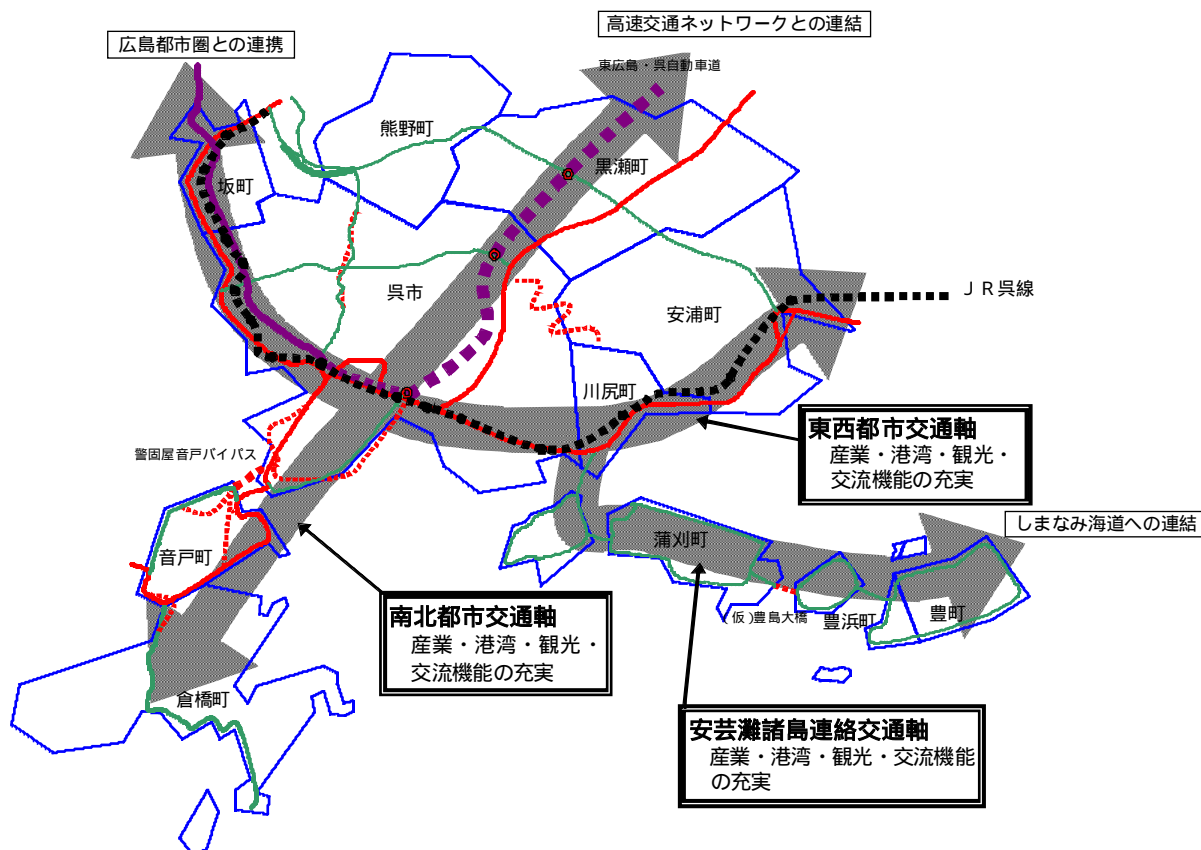 高速交通ネットワークとの連結
広島都市圏との連携
東広島・呉自動車道
熊野町
黒瀬町
坂町
呉市
ＪＲ呉線
安浦町
川尻町
東西都市交通軸
産業・港湾・観光・
交流機能の充実
警固屋音戸バイパス
しまなみ海道への連結
蒲刈町
音戸町
南北都市交通軸
産業・港湾・観光・
交流機能の充実
(仮)豊島大橋
豊浜町
豊町
倉橋町
安芸灘諸島連絡交通軸
産業・港湾・観光・交流機能
の充実